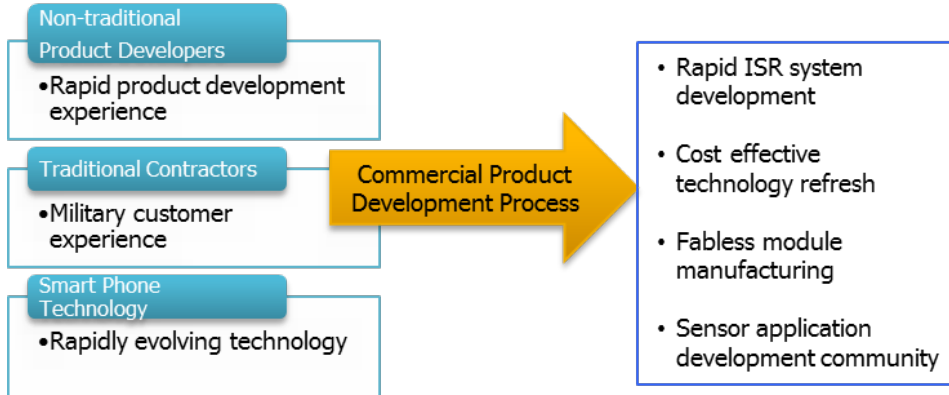 Non-traditional
Product Developers
•Rapid product development
experience
Traditional Contractors
•Military customer
experience
Smart Phone
Technology
•Rapidly evolving technology
Commercial Product
Development Process
• Rapid ISR system
development
• Cost effective
technology refresh
• Fabless module
manufacturing
• Sensor application
development community